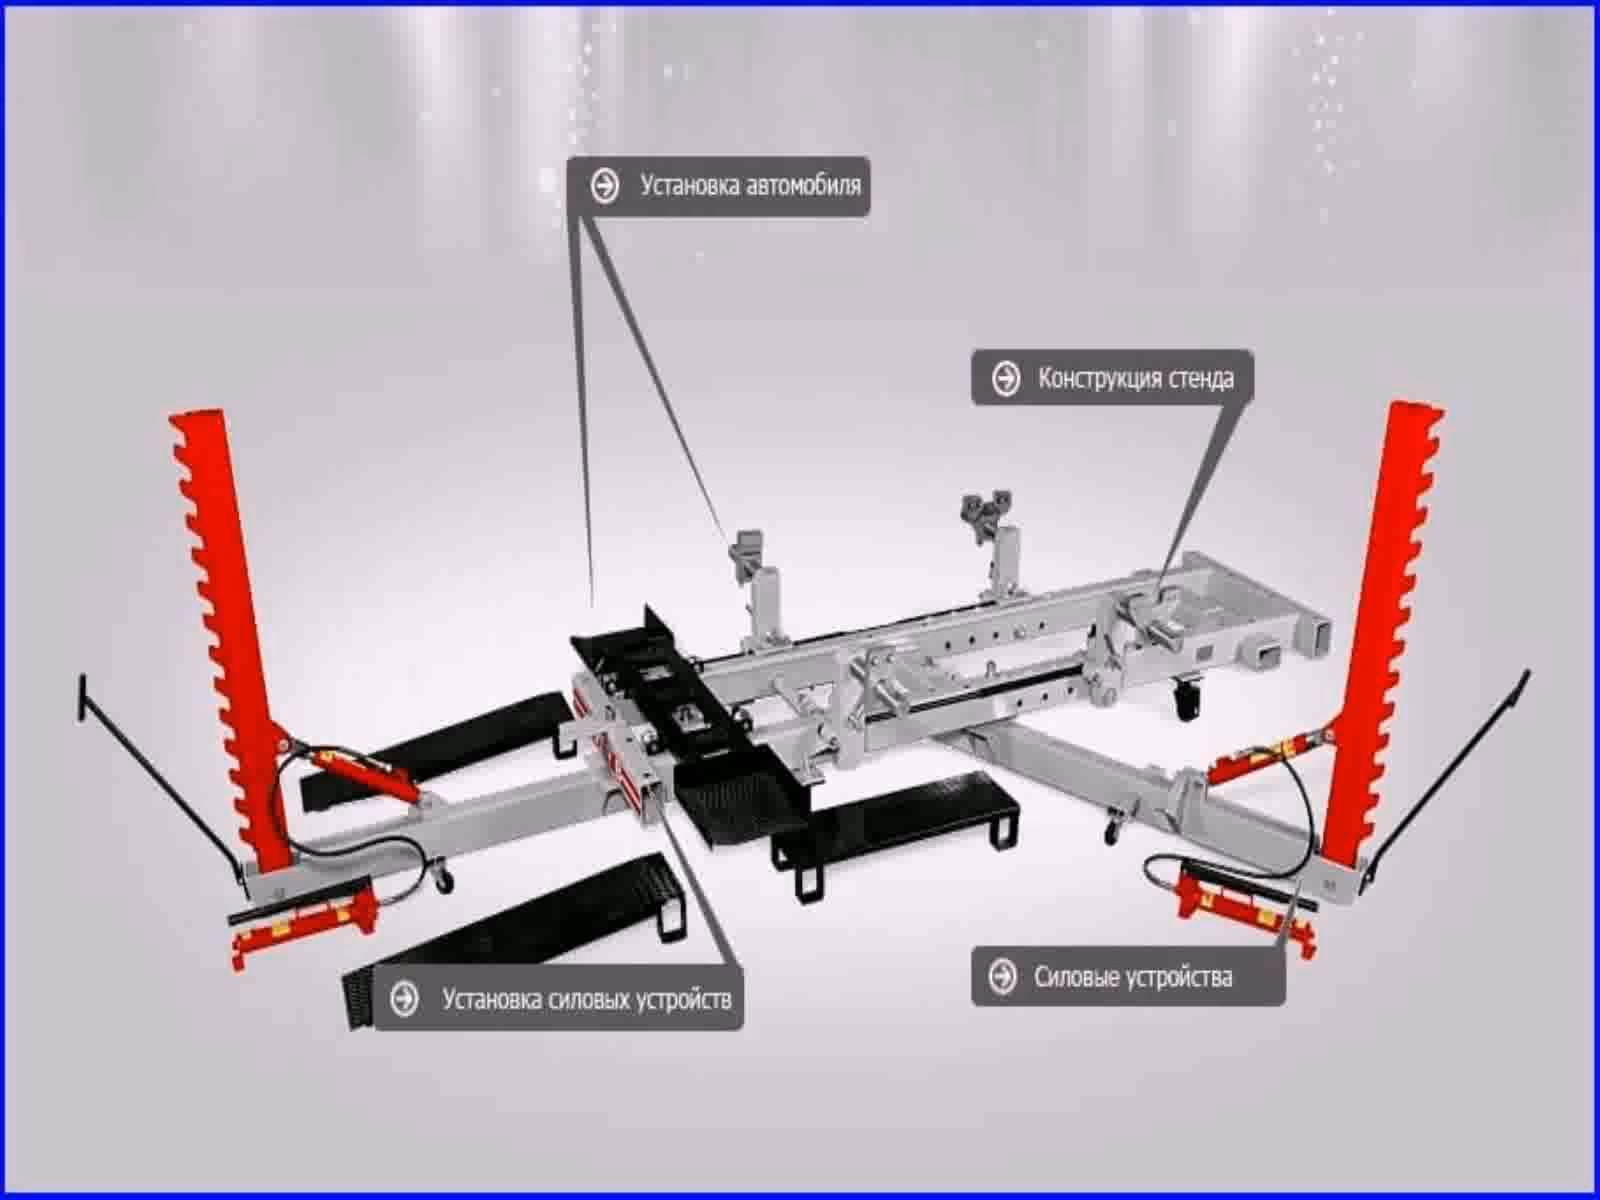 Установка автомобиля
Конструкция стенда
Силовые устройства
Установка силовых устройств